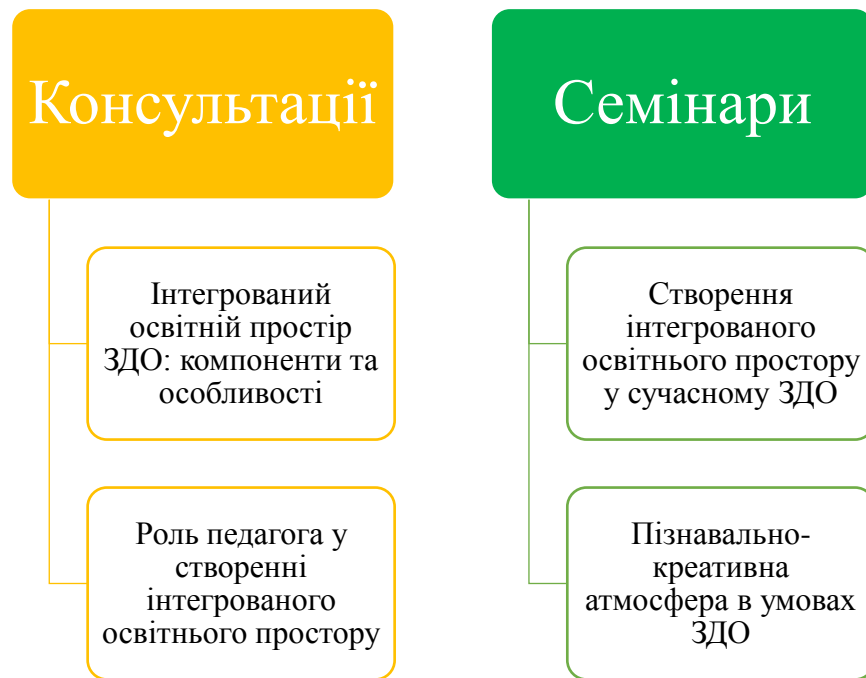 Консультації
Інтегрований
освітній простір
ЗДО: компоненти та
особливості
Роль педагога у
створенні
інтегрованого
освітнього простору
Семінари
Створення
інтегрованого
освітнього простору
у сучасному ЗДО
Пізнавально-
креативна
атмосфера в умовах
ЗДО